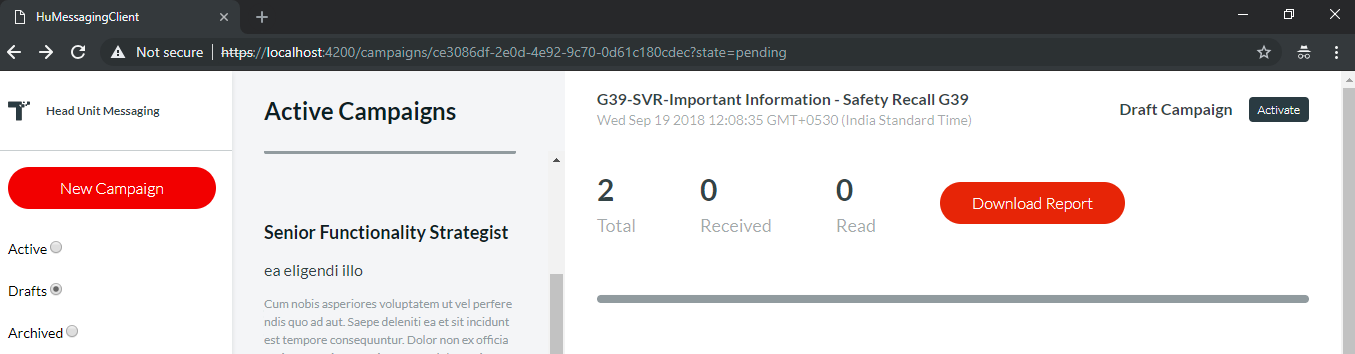 HuMessagingClient
Not secure https://localhost:4200/campaigns/ce3086df-2e0d-4e92-9c70-0d61c180cdec?state=pending
Head Unit Messaging
New Campaign
Active
Drafts
Archived
Active Campaigns
Senior Functionality Strategist
ea eligendi illo
Cum nobis asperiores voluptatem ut vel perfere
ndis quo ad aut. Saepe deleniti ea et sit incidunt
est tempore consequuntur. Dolor non ex officia
G39-SVR-Important Information - Safety Recall G39
Wed Sep 19 2018 12:08:35 GMT+0530 (India Standard Time)
Draft Campaign Activate
2 0 0
Total Received Read
Download Report